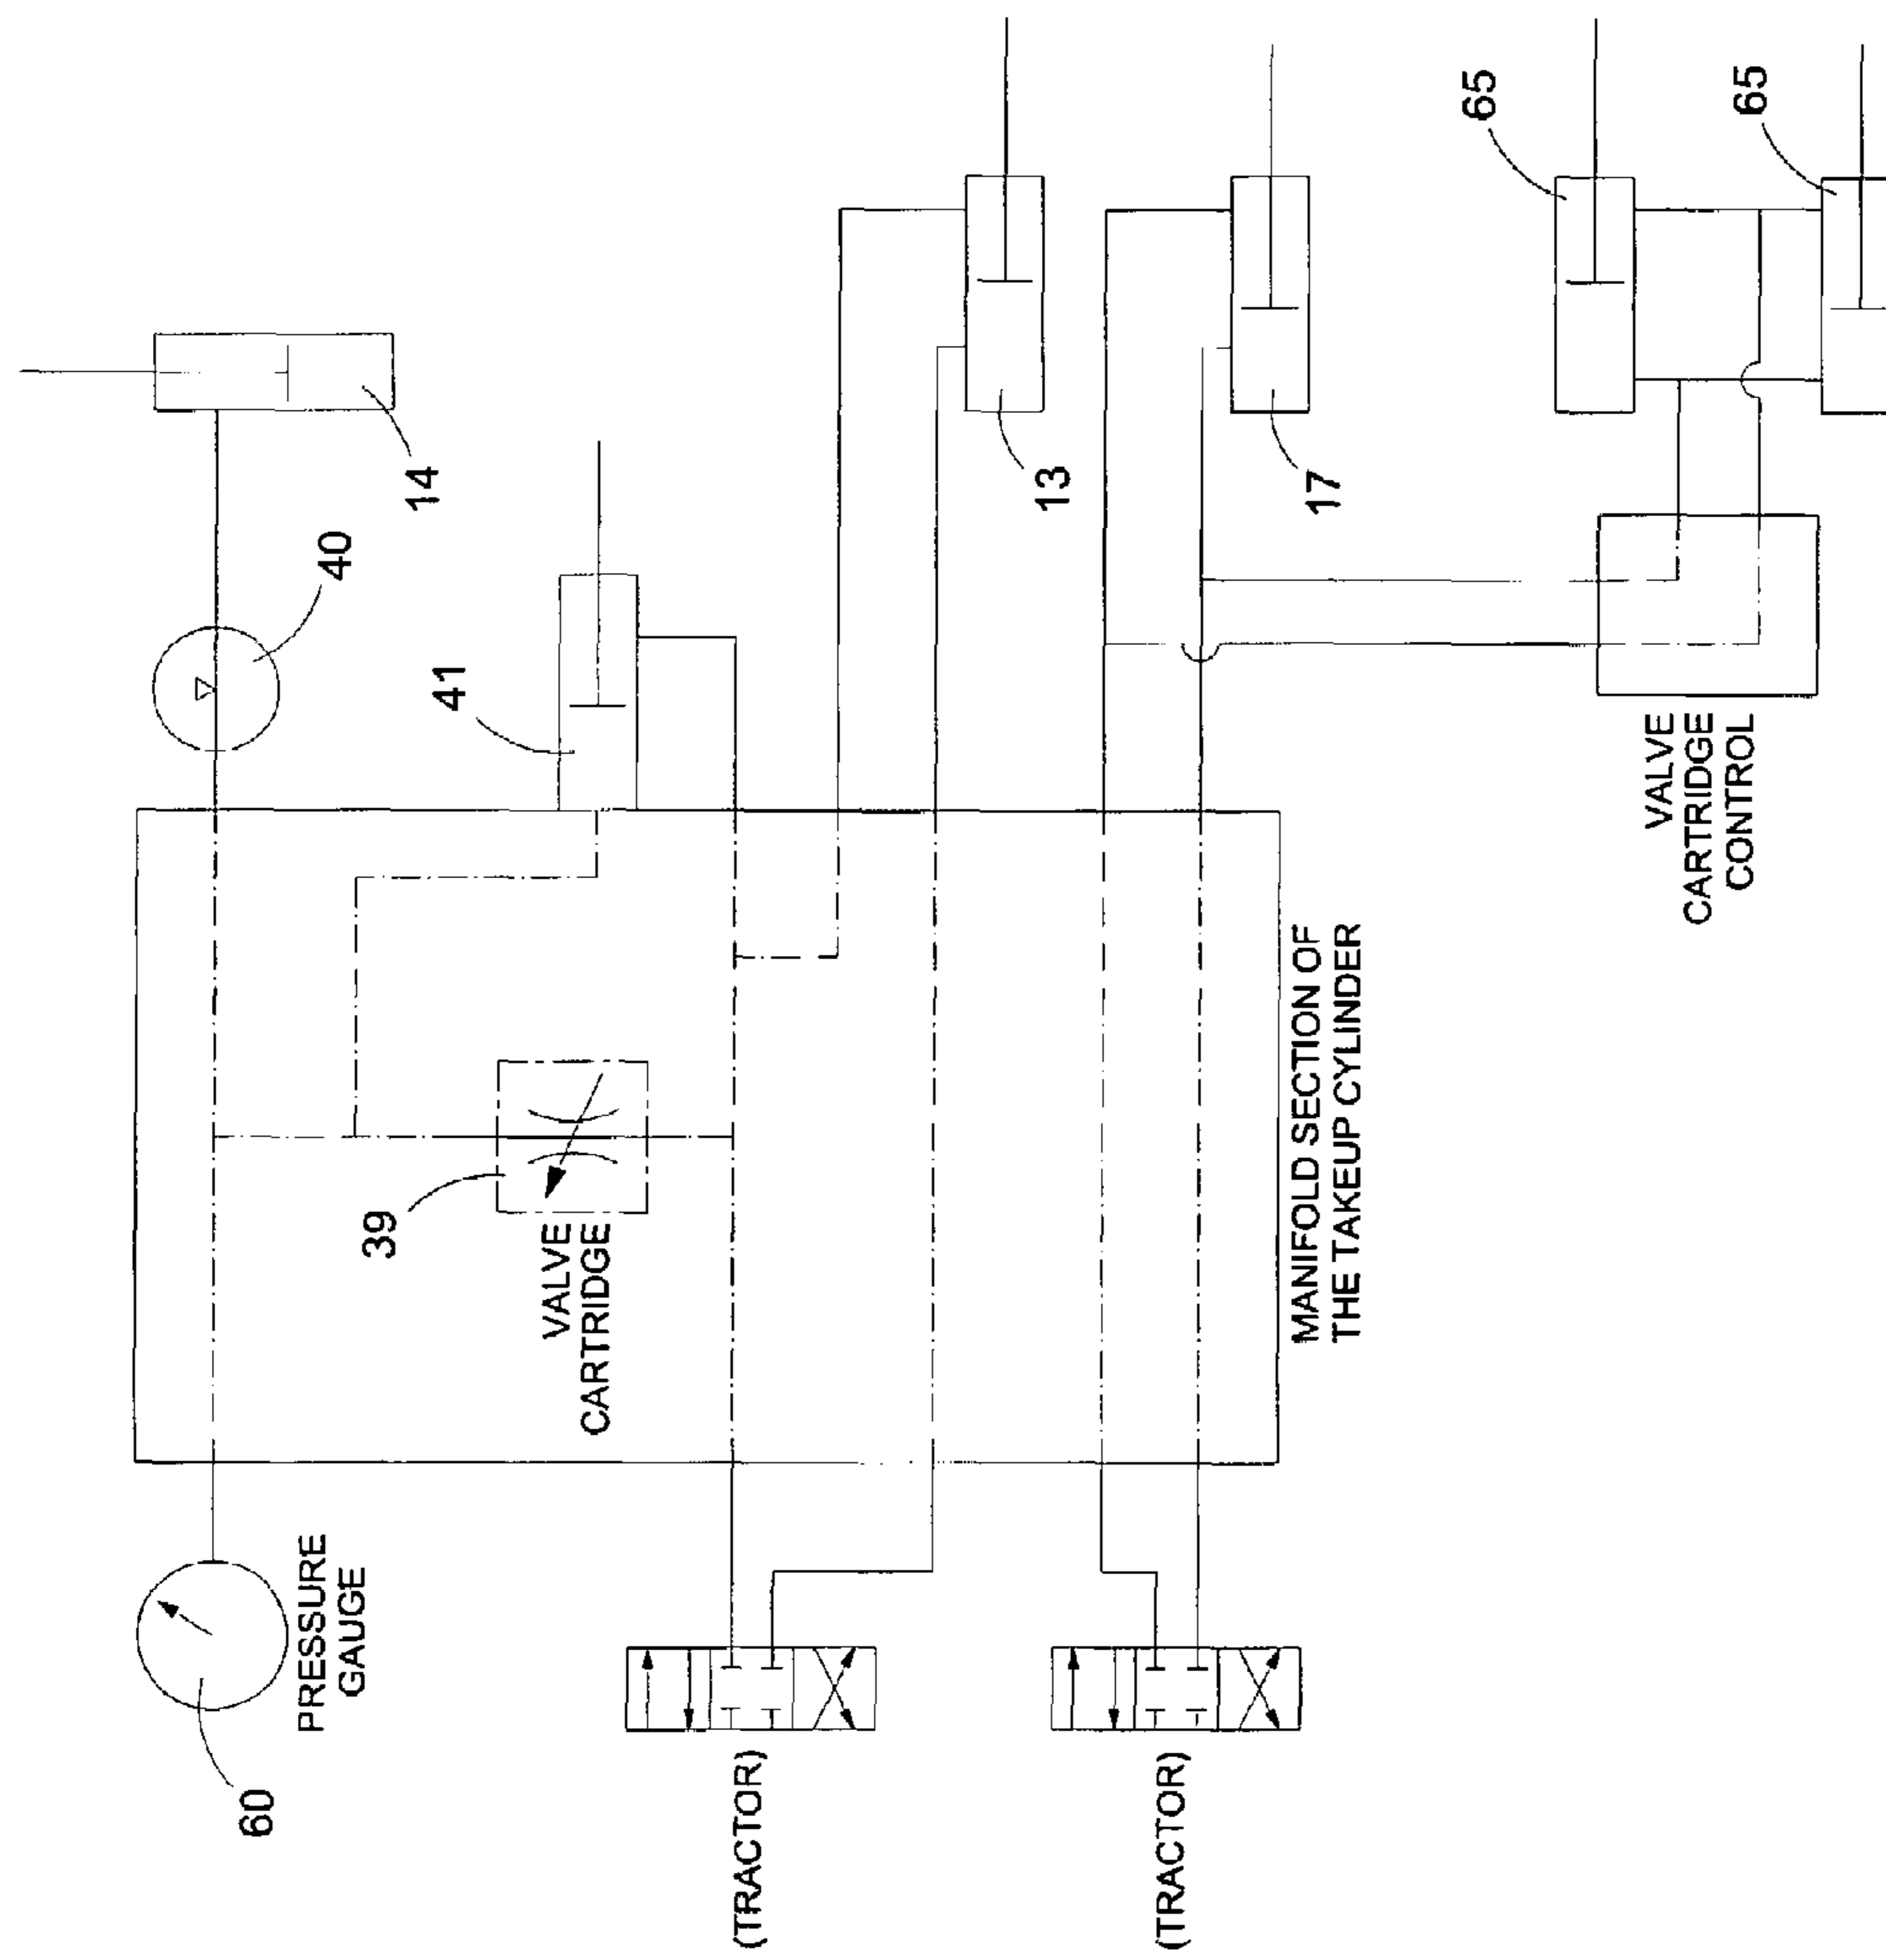 65
65
14
40
13
17
41
VALVE
CARTRIDGE
CONTROL
39
VALVE
CARTRIDGE
MANIFOLD SECTION OF
THE TAKEUP CYLINDER
PRESSURE
GAUGE
60
(TRACTOR)
(TRACTOR)